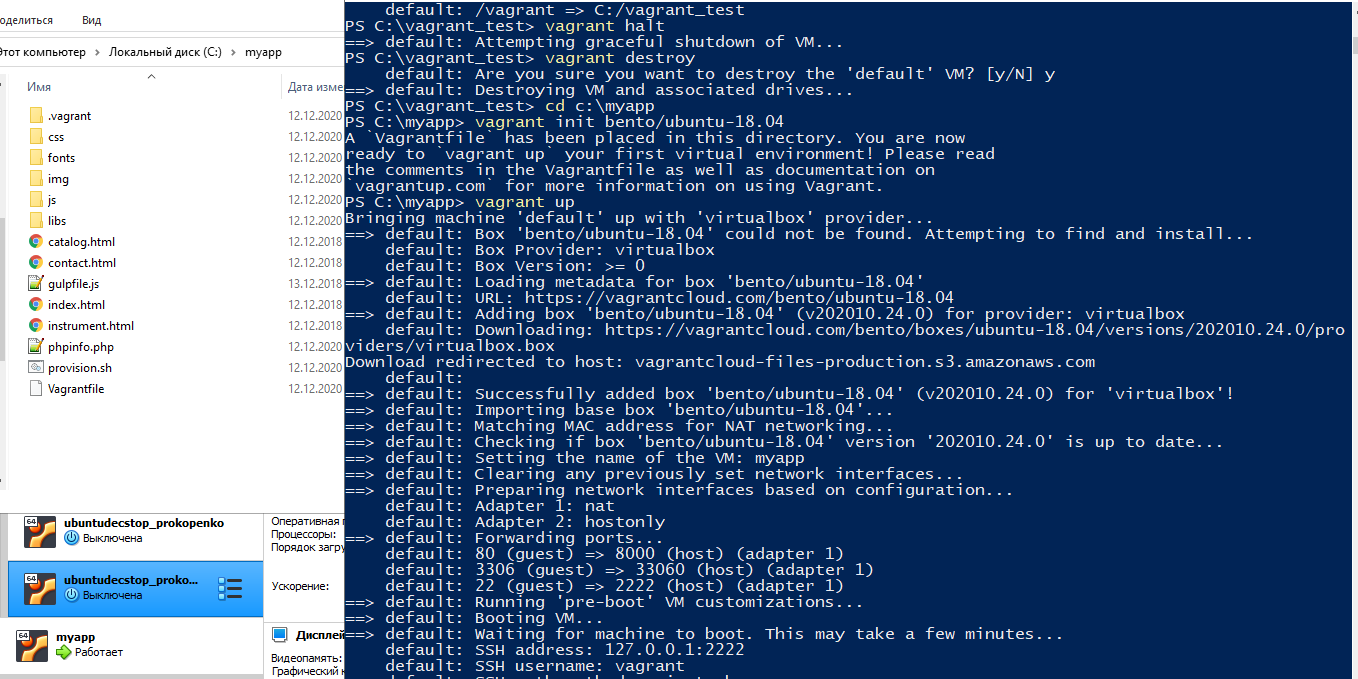 оделиться Вид
Этот компьютер > Локальный диск (C:) > myapp
Имя Дата изме
.vagrant 12.12.2020
css 12.12.2020
fonts 12.12.2020
img 12.12.2020
js 12.12.2020
libs 12.12.2020
catalog.html 12.12.2018
contact.html 12.12.2018
gulpfile.js 13.12.2018
index.html 12.12.2018
instrument.html 12.12.2018
phpinfo.php 12.12.2020
provision.sh 12.12.2020
Vagrantfile 12.12.2020
64 ubuntudecstop_prokopenko
Выключена
64 ubuntudecstop_proko...
Выключена
64 myapp
Работает
Оперативная п
Процессоры:
Порядок загру
Ускорение:
Дисплей
Видеопамять:
Графический к
default: /vagrant => C:/vagrant_test
PS C:\vagrant_test> vagrant halt
==> default: Attempting graceful shutdown of VM...
PS C:\vagrant_test> vagrant destroy
default: Are you sure you want to destroy the 'default' VM? [y/N] y
==> default: Destroying VM and associated drives...
PS C:\vagrant_test> cd c:\myapp
PS C:\myapp> vagrant init bento/ubuntu-18.04
A `Vagrantfile` has been placed in this directory. You are now
ready to `vagrant up` your first virtual environment! Please read
the comments in the Vagrantfile as well as documentation on
`vagrantup.com` for more information on using Vagrant.
PS C:\myapp> vagrant up
Bringing machine 'default' up with 'virtualbox' provider...
==> default: Box 'bento/ubuntu-18.04' could not be found. Attempting to find and install...
default: Box Provider: virtualbox
default: Box Version: >= 0
==> default: Loading metadata for box 'bento/ubuntu-18.04'
default: URL: https://vagrantcloud.com/bento/ubuntu-18.04
==> default: Adding box 'bento/ubuntu-18.04' (v202010.24.0) for provider: virtualbox
default: Downloading: https://vagrantcloud.com/bento/boxes/ubuntu-18.04/versions/202010.24.0/pro
viders/virtualbox.box
Download redirected to host: vagrantcloud-files-production.s3.amazonaws.com
default:
==> default: Successfully added box 'bento/ubuntu-18.04' (v202010.24.0) for 'virtualbox'!
==> default: Importing base box 'bento/ubuntu-18.04'...
==> default: Matching MAC address for NAT networking...
==> default: Checking if box 'bento/ubuntu-18.04' version '202010.24.0' is up to date...
==> default: Setting the name of the VM: myapp
==> default: Clearing any previously set network interfaces...
==> default: Preparing network interfaces based on configuration...
default: Adapter 1: nat
default: Adapter 2: hostonly
==> default: Forwarding ports...
default: 80 (guest) => 8000 (host) (adapter 1)
default: 3306 (guest) => 33060 (host) (adapter 1)
default: 22 (guest) => 2222 (host) (adapter 1)
==> default: Running 'pre-boot' VM customizations...
==> default: Booting VM...
==> default: Waiting for machine to boot. This may take a few minutes...
default: SSH address: 127.0.0.1:2222
default: SSH username: vagrant